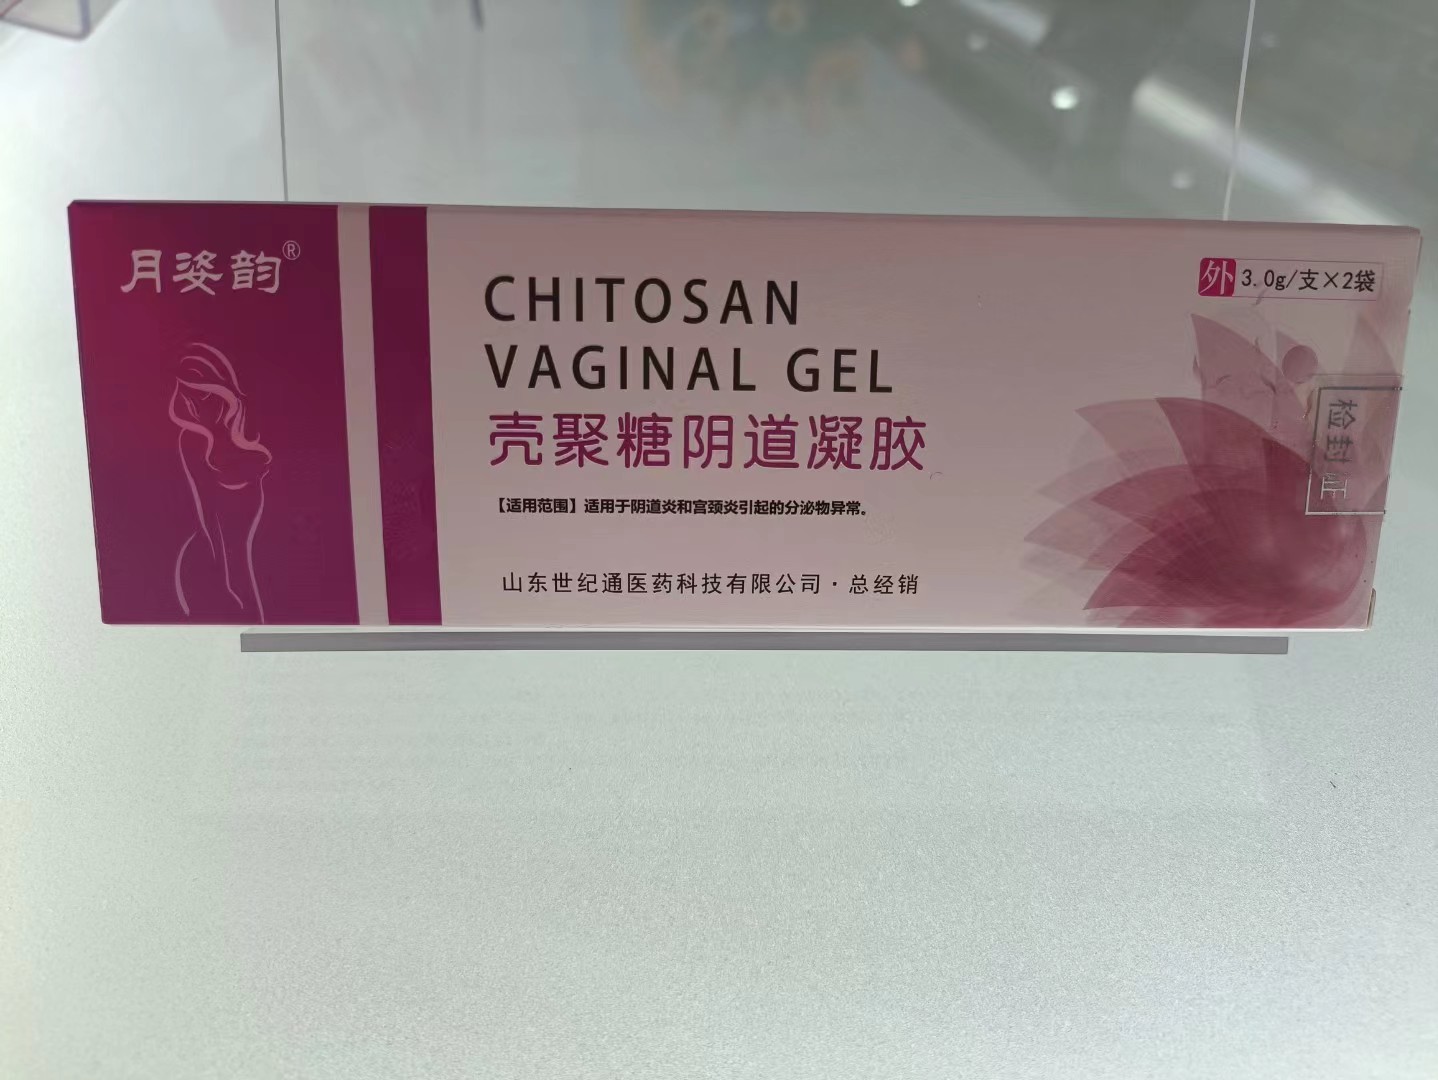 月姿韵®
CHITOSAN
VAGINAL GEL
壳聚糖阴道凝胶
【适用范围】适用于阴道炎和宫颈炎引起的分泌物异常。
山东世纪通医药科技有限公司·总经销
外 3.0g/支×2袋
检封证